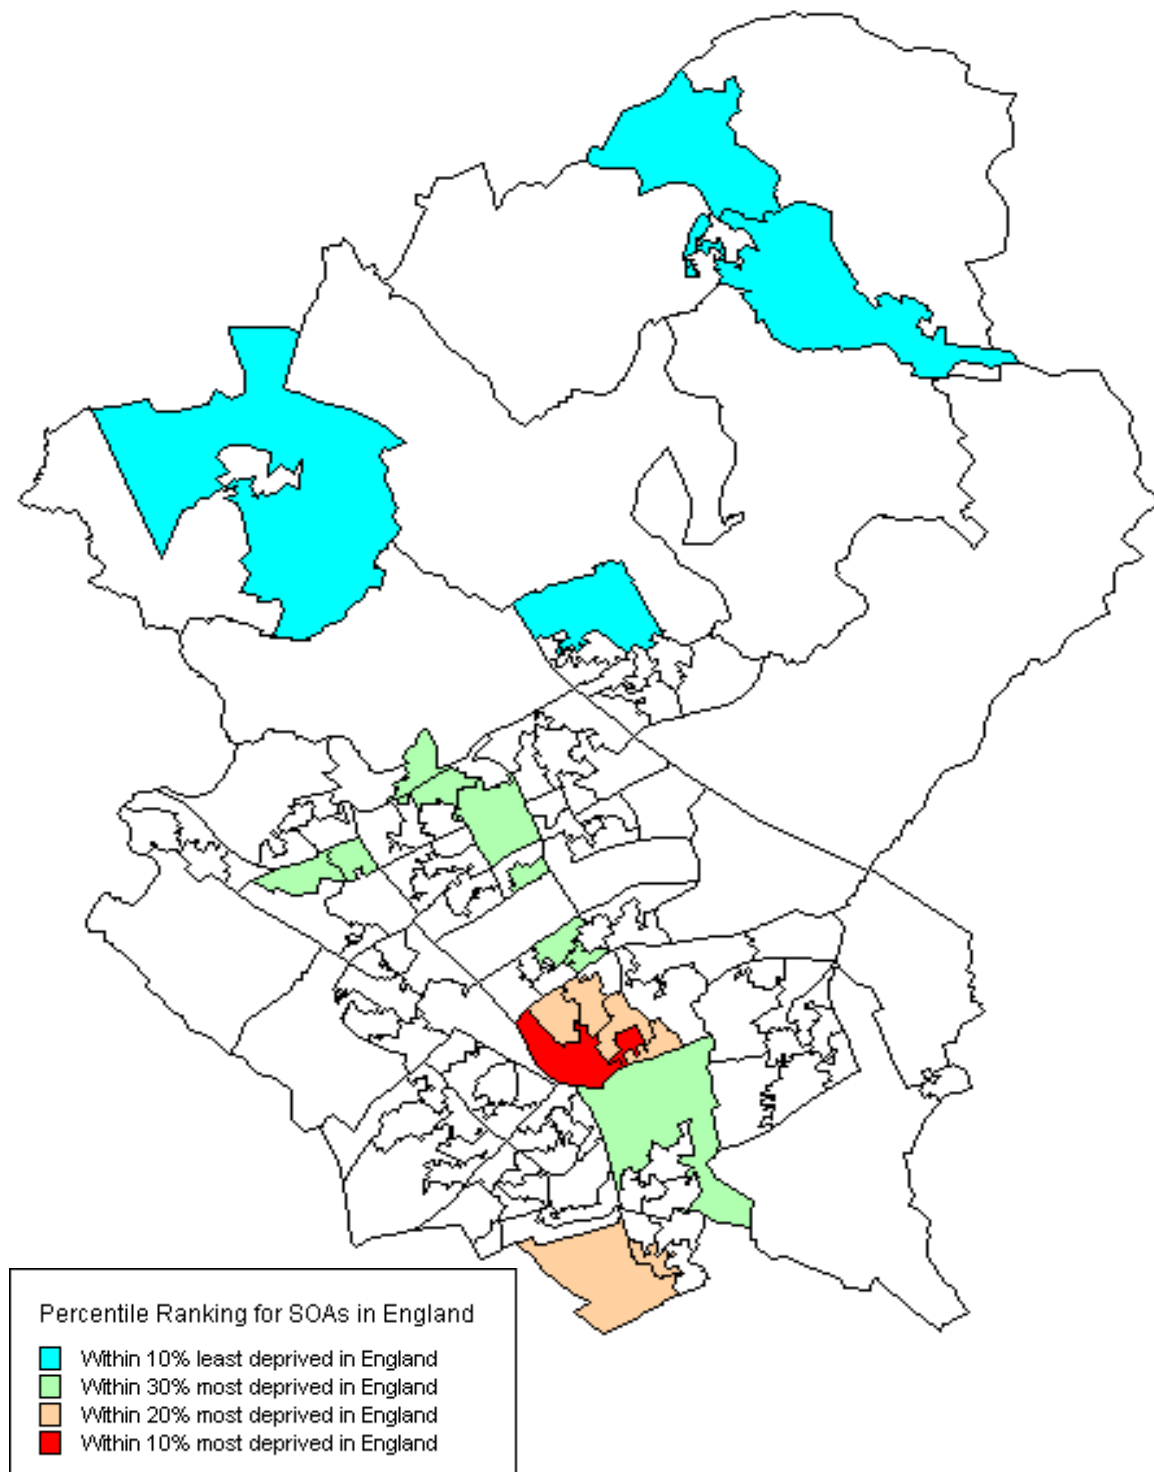 Percentile Ranking for SOAs in England
Within 10% least deprived in England
Within 30% most deprived in England
Within 20% most deprived in England
Within 10% most deprived in England